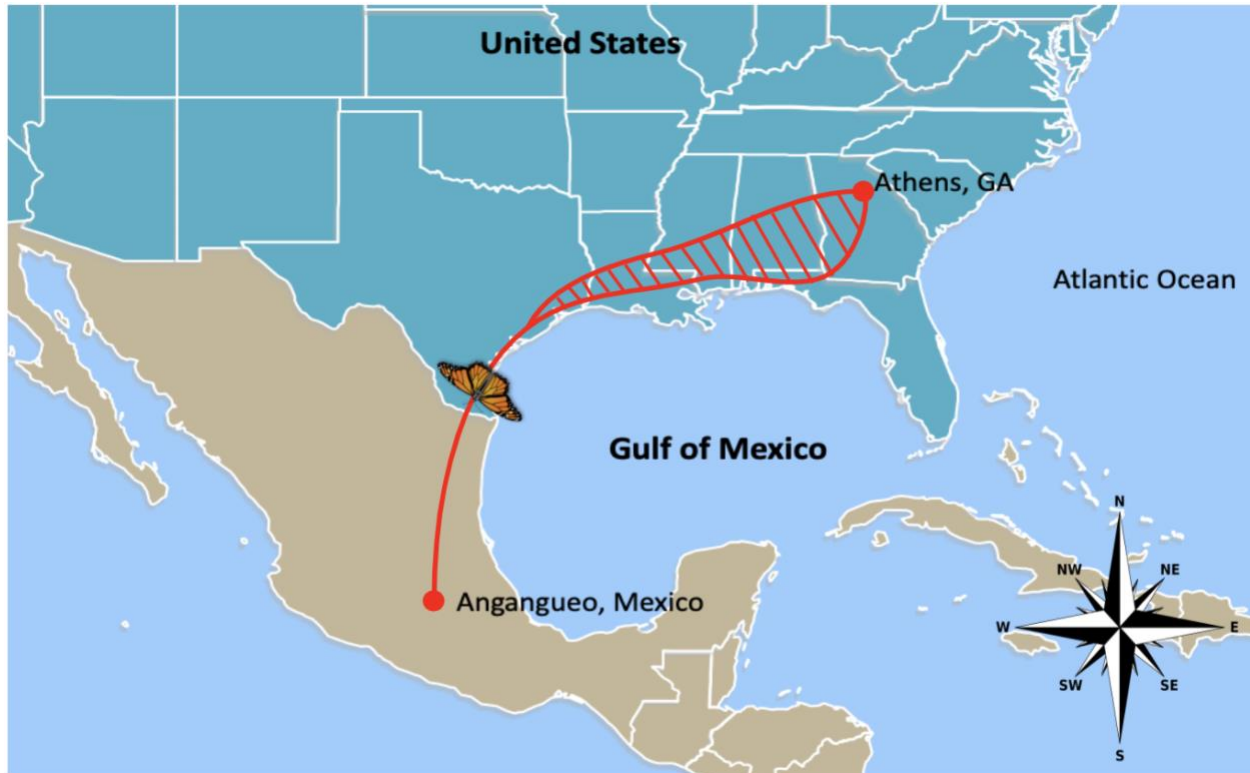 United States
Athens, GA
Atlantic Ocean
Gulf of Mexico
Angangueo, Mexico
N
NW
NE
W
E
SW
SE
S